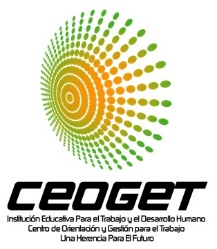 CEOGET
Institución Educativa Para el Trabajo y el Desarrollo Humano
Centro de Orientación y Gestión para el Trabajo
Una Herencia Para El Futuro